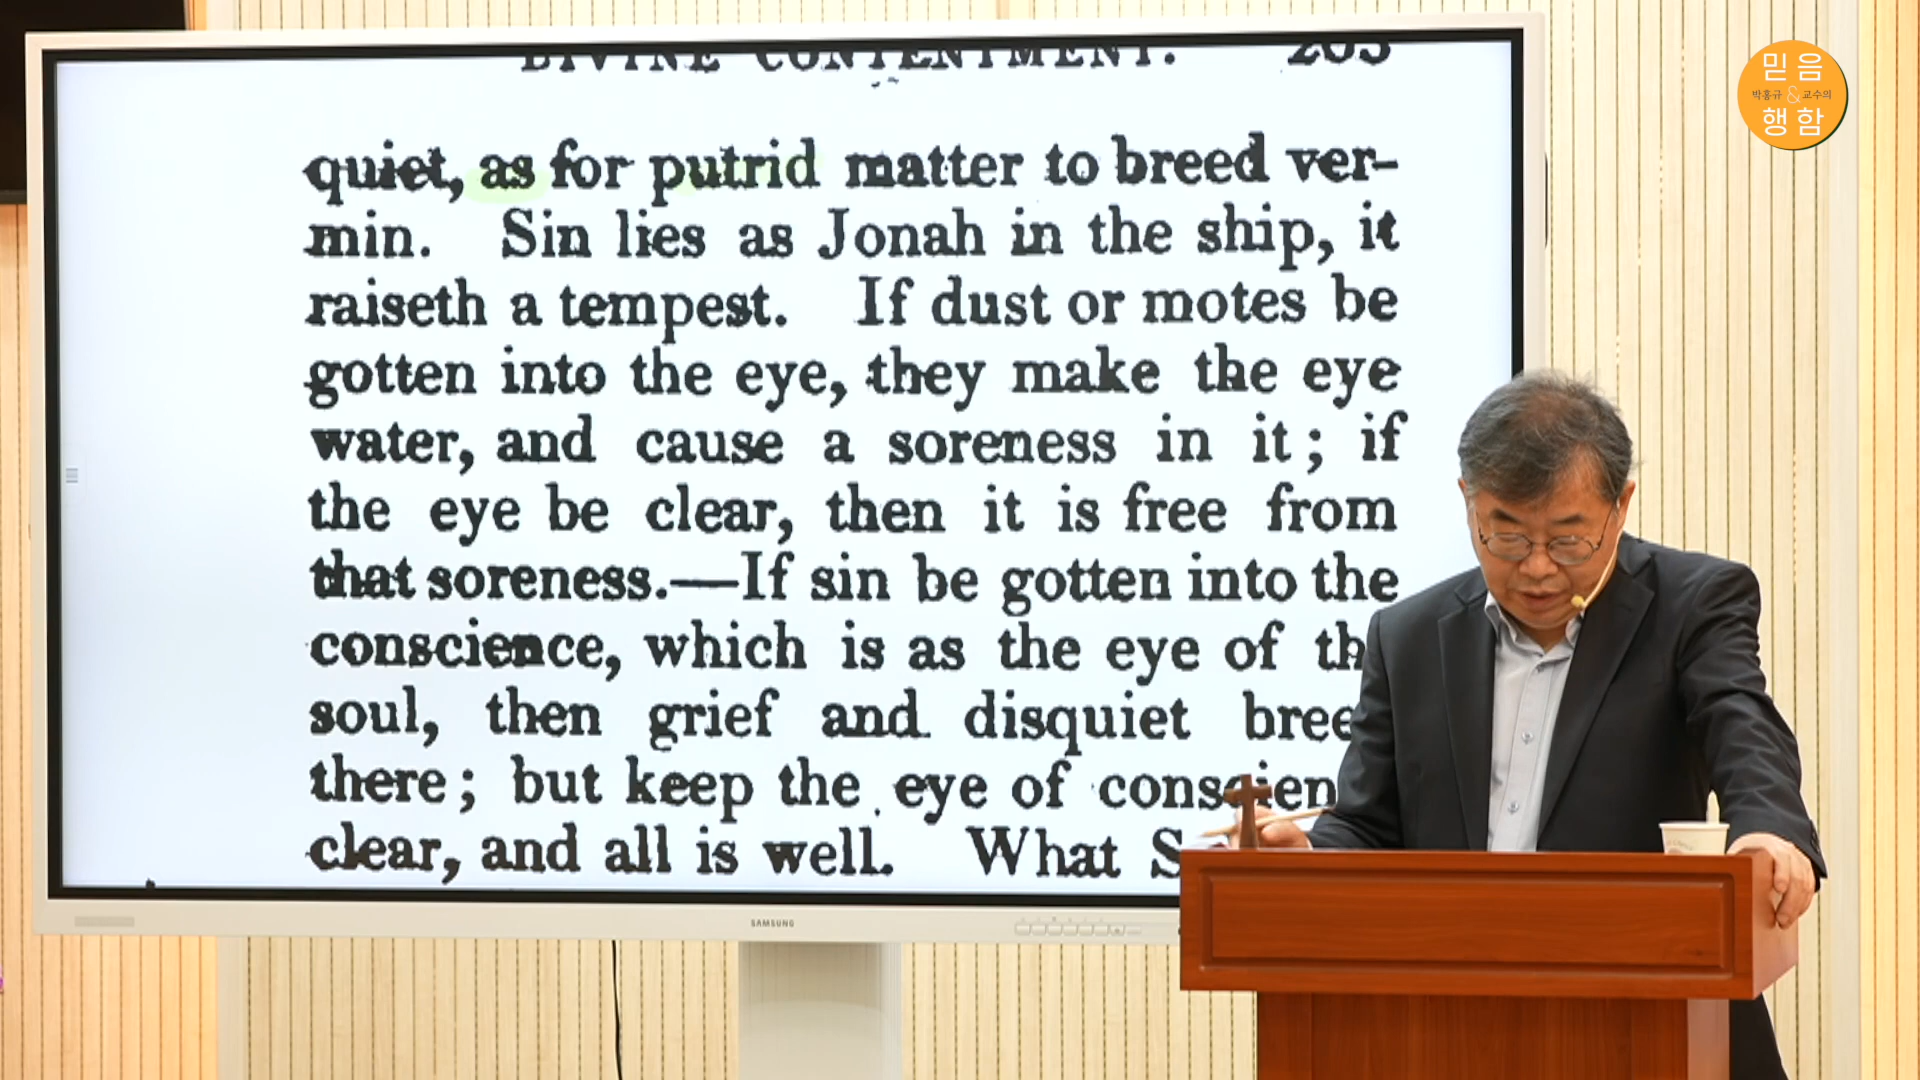 DIVINE CONTENTMENT. 203
quiet, as for putrid matter to breed ver-
min. Sin lies as Jonah in the ship, it
raiseth a tempest. If dust or motes be
gotten into the eye, they make the eye
water, and cause a soreness in it; if
the eye be clear, then it is free from
that soreness.—If sin be gotten into the
conscience, which is as the eye of th
soul, then grief and disquiet bree
there; but keep the eye of conscien
clear, and all is well. What S
SAMSUNG
믿음
박홍규 & 교수의
행함